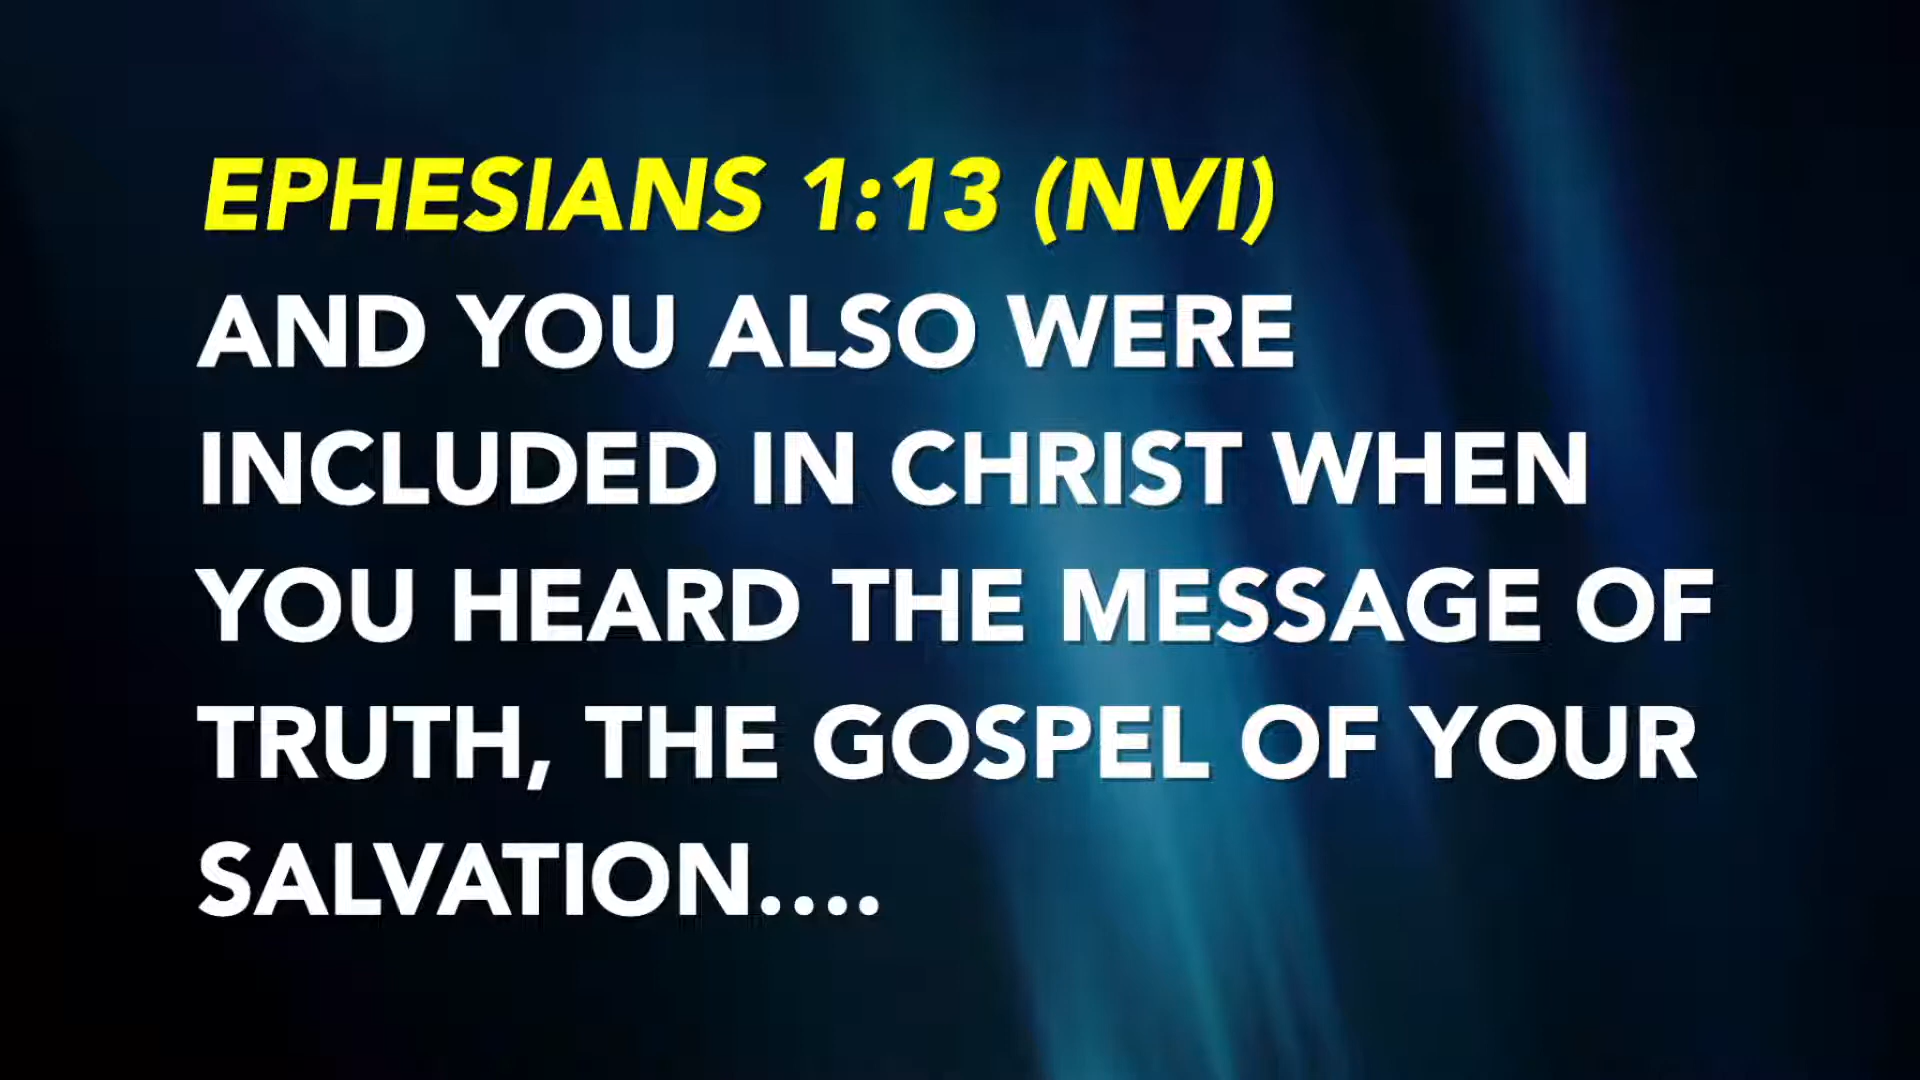 EPHESIANS 1:13 (NVI)
AND YOU ALSO WERE
INCLUDED IN CHRIST WHEN
YOU HEARD THE MESSAGE OF
TRUTH, THE GOSPEL OF YOUR
SALVATION....